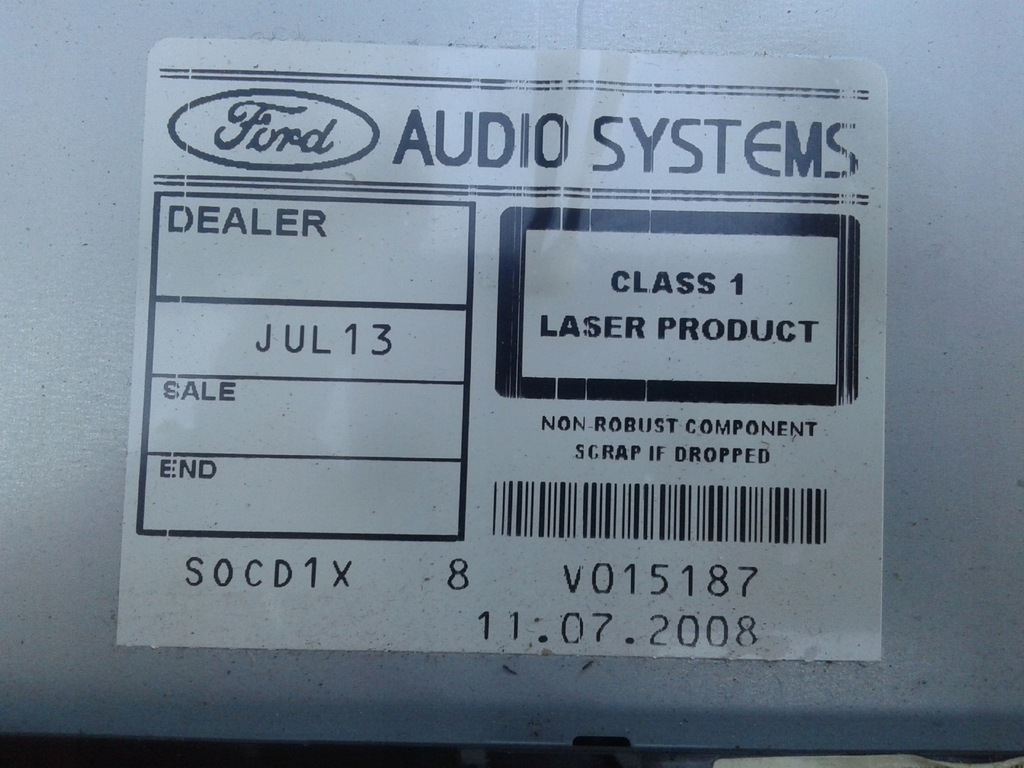 Ford AUDIO SYSTEMS
DEALER
JUL13
SALE
END
CLASS 1
LASER PRODUCT
NON-ROBUST COMPONENT
SCRAP IF DROPPED
S0CD1X 8 V015187
11.07.2008